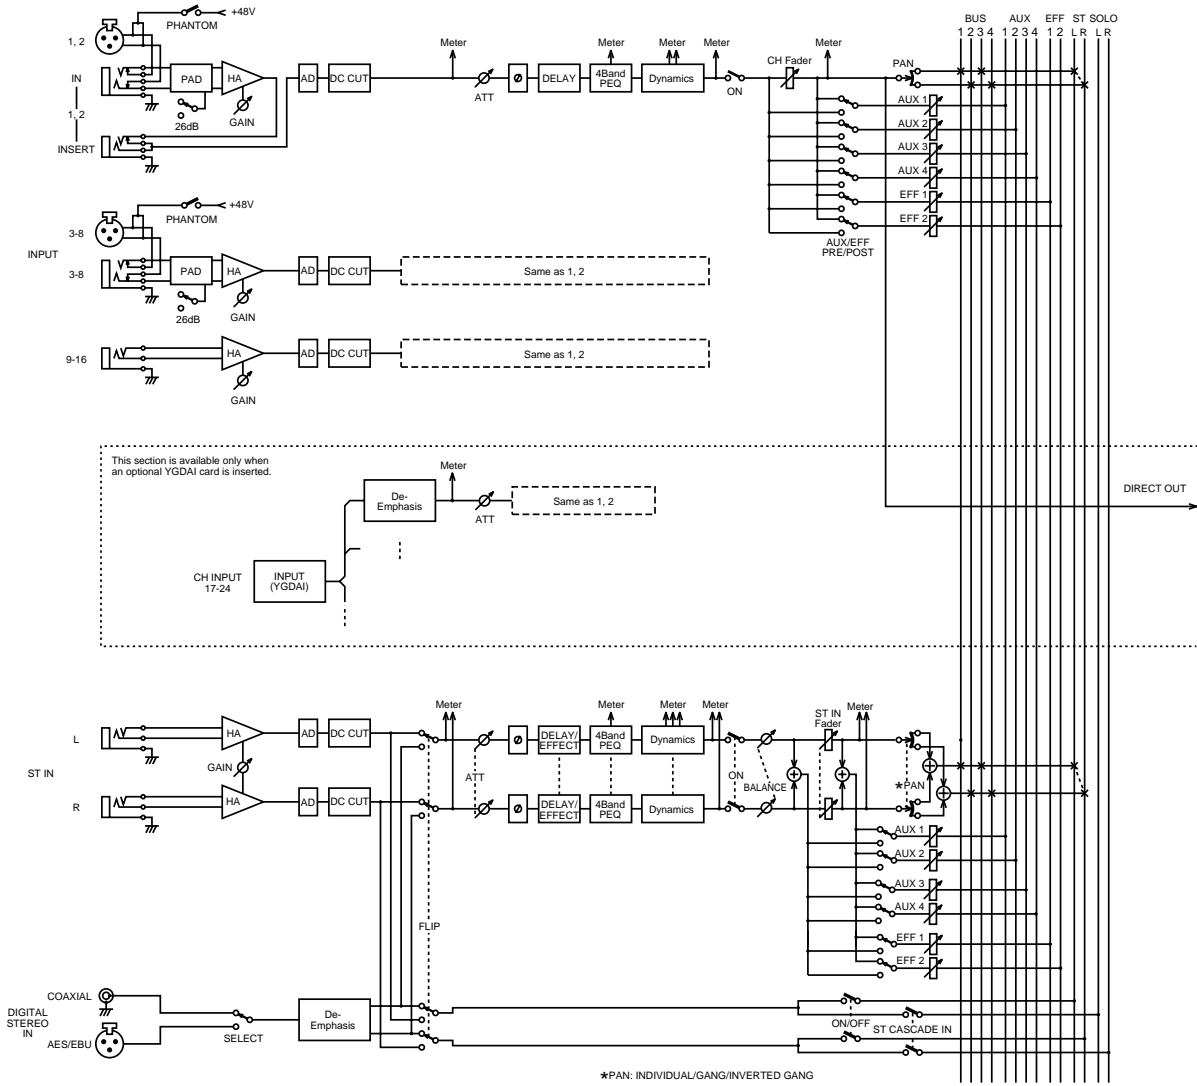 BUS AUX EFF ST SOLO
1 2 3 4 1 2 3 4 1 2 L R L R
+48V
PHANTOM
1, 2
IN
1, 2
INSERT
PAD
HA
26dB
GAIN
AD
DC CUT
Meter
ATT
Ø
DELAY
Meter
4Band
PEQ
Meter
Dynamics
Meter
ON
CH Fader
Meter
PAN
AUX 1
AUX 2
AUX 3
AUX 4
EFF 1
EFF 2
AUX/EFF
PRE/POST
+48V
PHANTOM
3-8
INPUT
3-8
PAD
HA
26dB
GAIN
AD
DC CUT
Same as 1, 2
9-16
HA
GAIN
AD
DC CUT
Same as 1, 2
This section is available only when
an optional YGDAI card is inserted.
Meter
De-
Emphasis
ATT
Same as 1, 2
DIRECT OUT
CH INPUT
17-24
INPUT
(YGDAI)
ST IN
L
HA
GAIN
AD
DC CUT
Meter
ATT
Ø
DELAY/
EFFECT
Meter
4Band
PEQ
Meter
Dynamics
Meter
ON
BALANCE
ST IN
Fader
Meter
*PAN
R
HA
AD
DC CUT
Ø
DELAY/
EFFECT
4Band
PEQ
Dynamics
AUX 1
AUX 2
AUX 3
AUX 4
EFF 1
EFF 2
FLIP
DIGITAL
STEREO
IN
COAXIAL
AES/EBU
SELECT
De-
Emphasis
ON/OFF
ST CASCADE IN
*PAN: INDIVIDUAL/GANG/INVERTED GANG